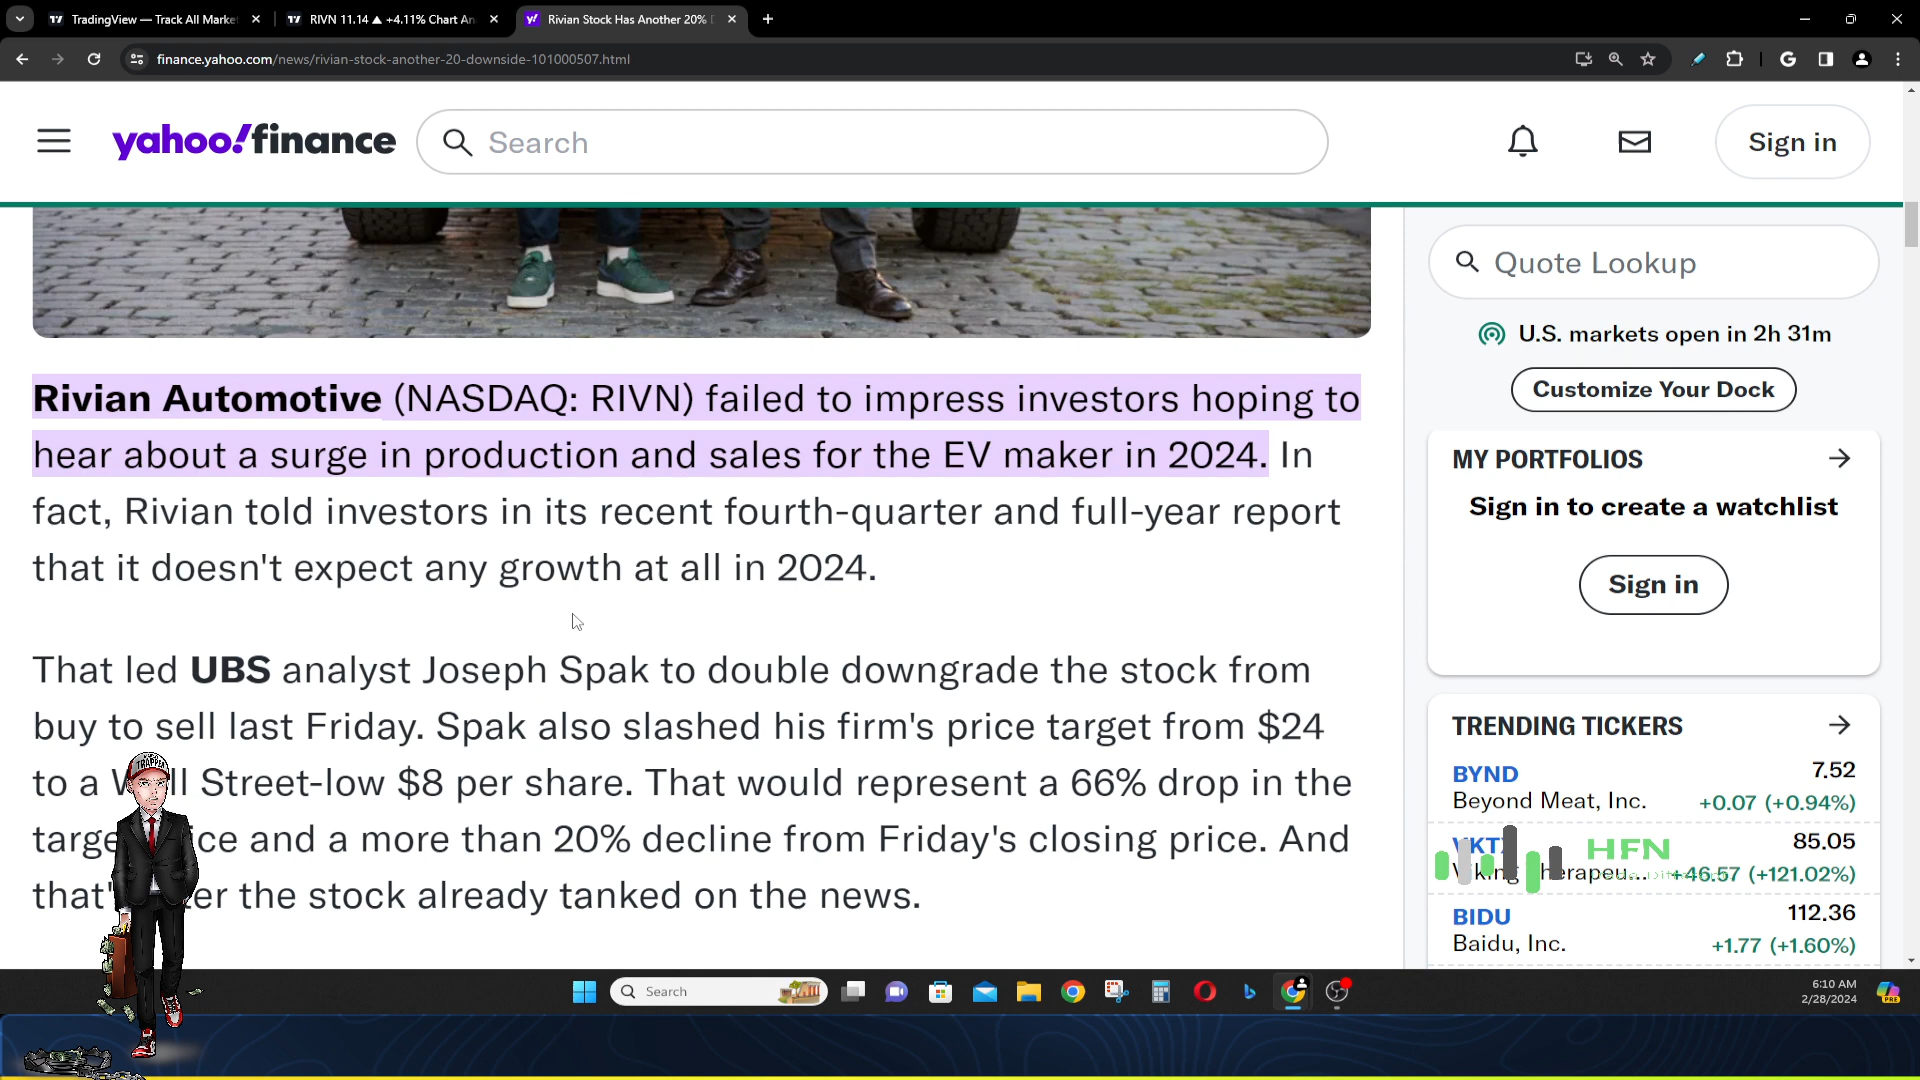 TradingView — Track All Marke
RIVN 11.14 ▲ +4.11% Chart An
Rivian Stock Has Another 20% D
finance.yahoo.com/news/rivian-stock-another-20-downside-101000507.html
yahoo!finance
Search
Sign in
Quote Lookup
U.S. markets open in 2h 31m
Customize Your Dock
MY PORTFOLIOS
Sign in to create a watchlist
Sign in
Rivian Automotive (NASDAQ: RIVN) failed to impress investors hoping to
hear about a surge in production and sales for the EV maker in 2024. In
fact, Rivian told investors in its recent fourth-quarter and full-year report
that it doesn't expect any growth at all in 2024.
That led UBS analyst Joseph Spak to double downgrade the stock from
buy to sell last Friday. Spak also slashed his firm's price target from $24
to a W ll Street-low $8 per share. That would represent a 66% drop in the
targe ice and a more than 20% decline from Friday's closing price. And
that' er the stock already tanked on the news.
TRENDING TICKERS
BYND 7.52
Beyond Meat, Inc. +0.07 (+0.94%)
VKTX 85.05
Viking Therapeu... +46.57 (+121.02%)
HFN
BIDU 112.36
Baidu, Inc. +1.77 (+1.60%)
TRAPPER
Search
6:10 AM
2/28/2024
PRE